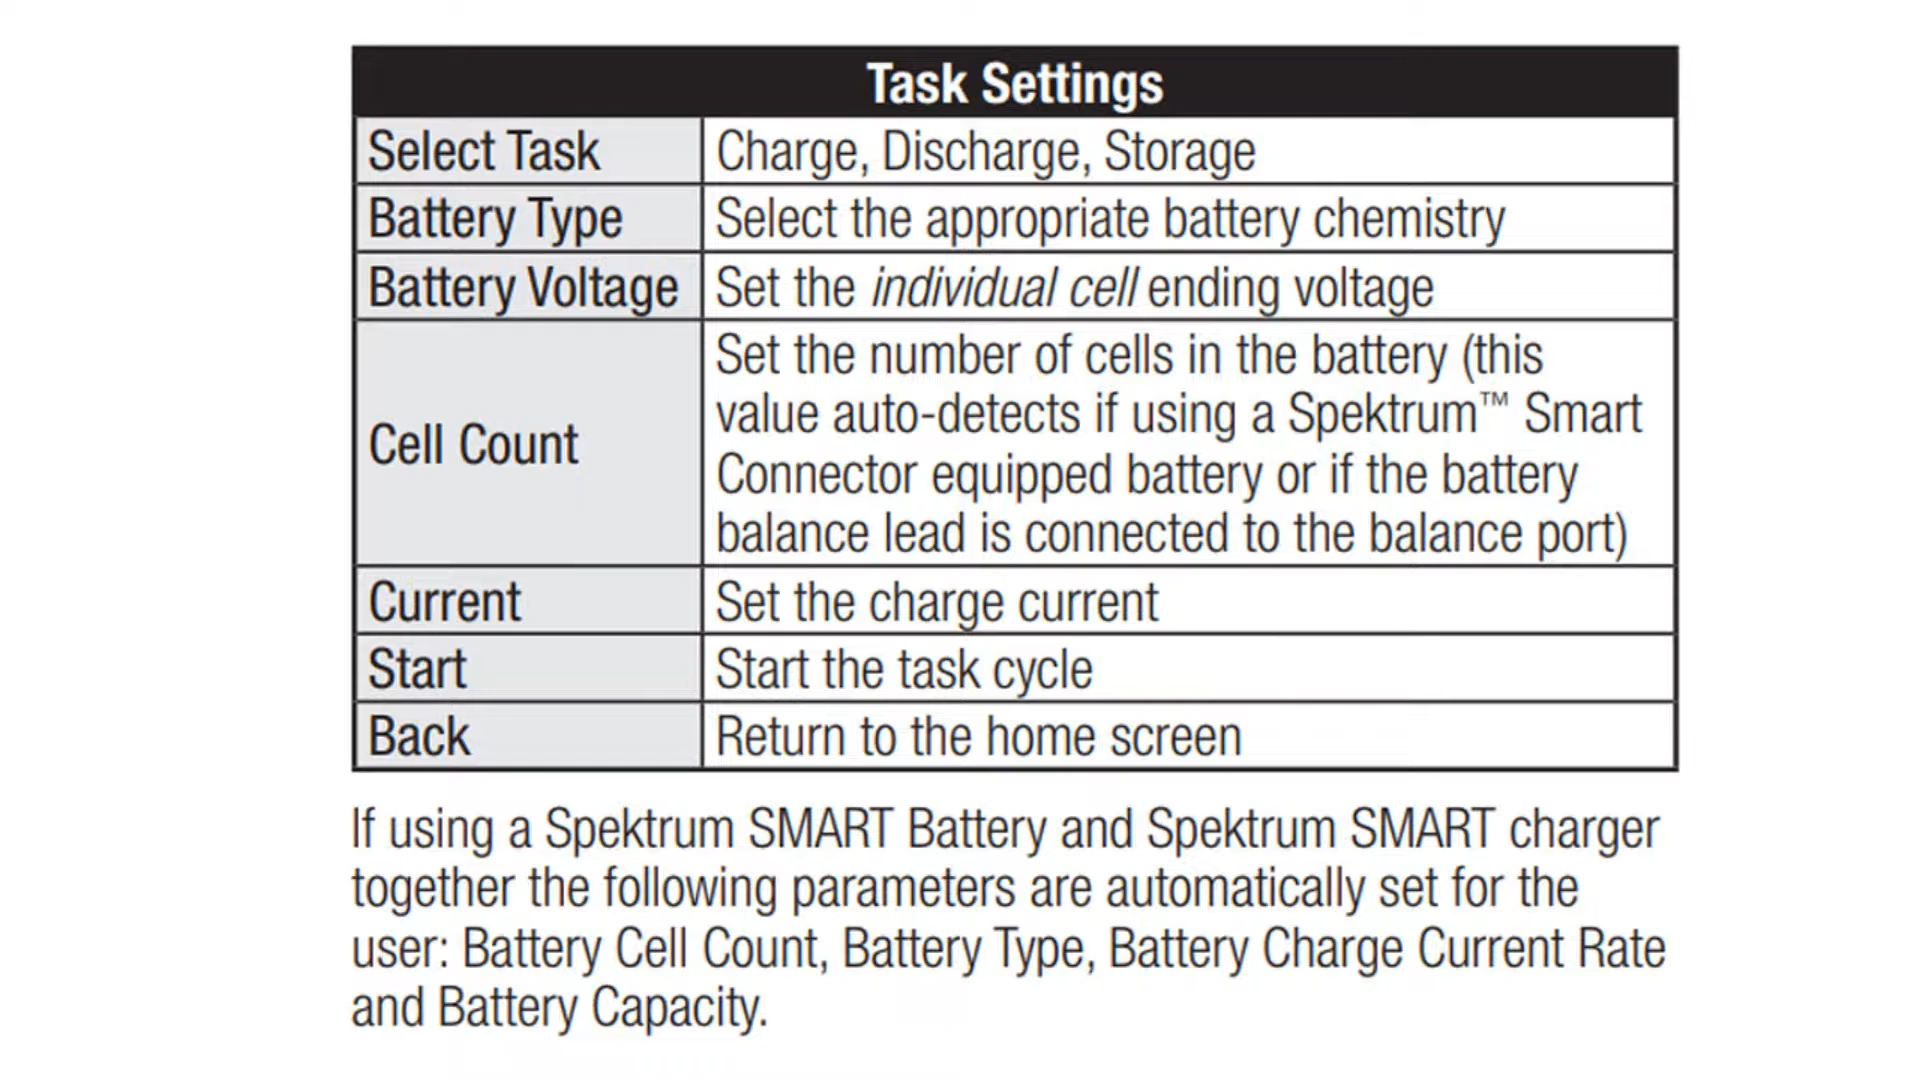 Task Settings
Select Task Charge, Discharge, Storage
Battery Type Select the appropriate battery chemistry
Battery Voltage Set the individual cell ending voltage
Cell Count
Set the number of cells in the battery (this
value auto-detects if using a Spektrum™ Smart
Connector equipped battery or if the battery
balance lead is connected to the balance port)
Current Set the charge current
Start Start the task cycle
Back Return to the home screen
If using a Spektrum SMART Battery and Spektrum SMART charger
together the following parameters are automatically set for the
user: Battery Cell Count, Battery Type, Battery Charge Current Rate
and Battery Capacity.